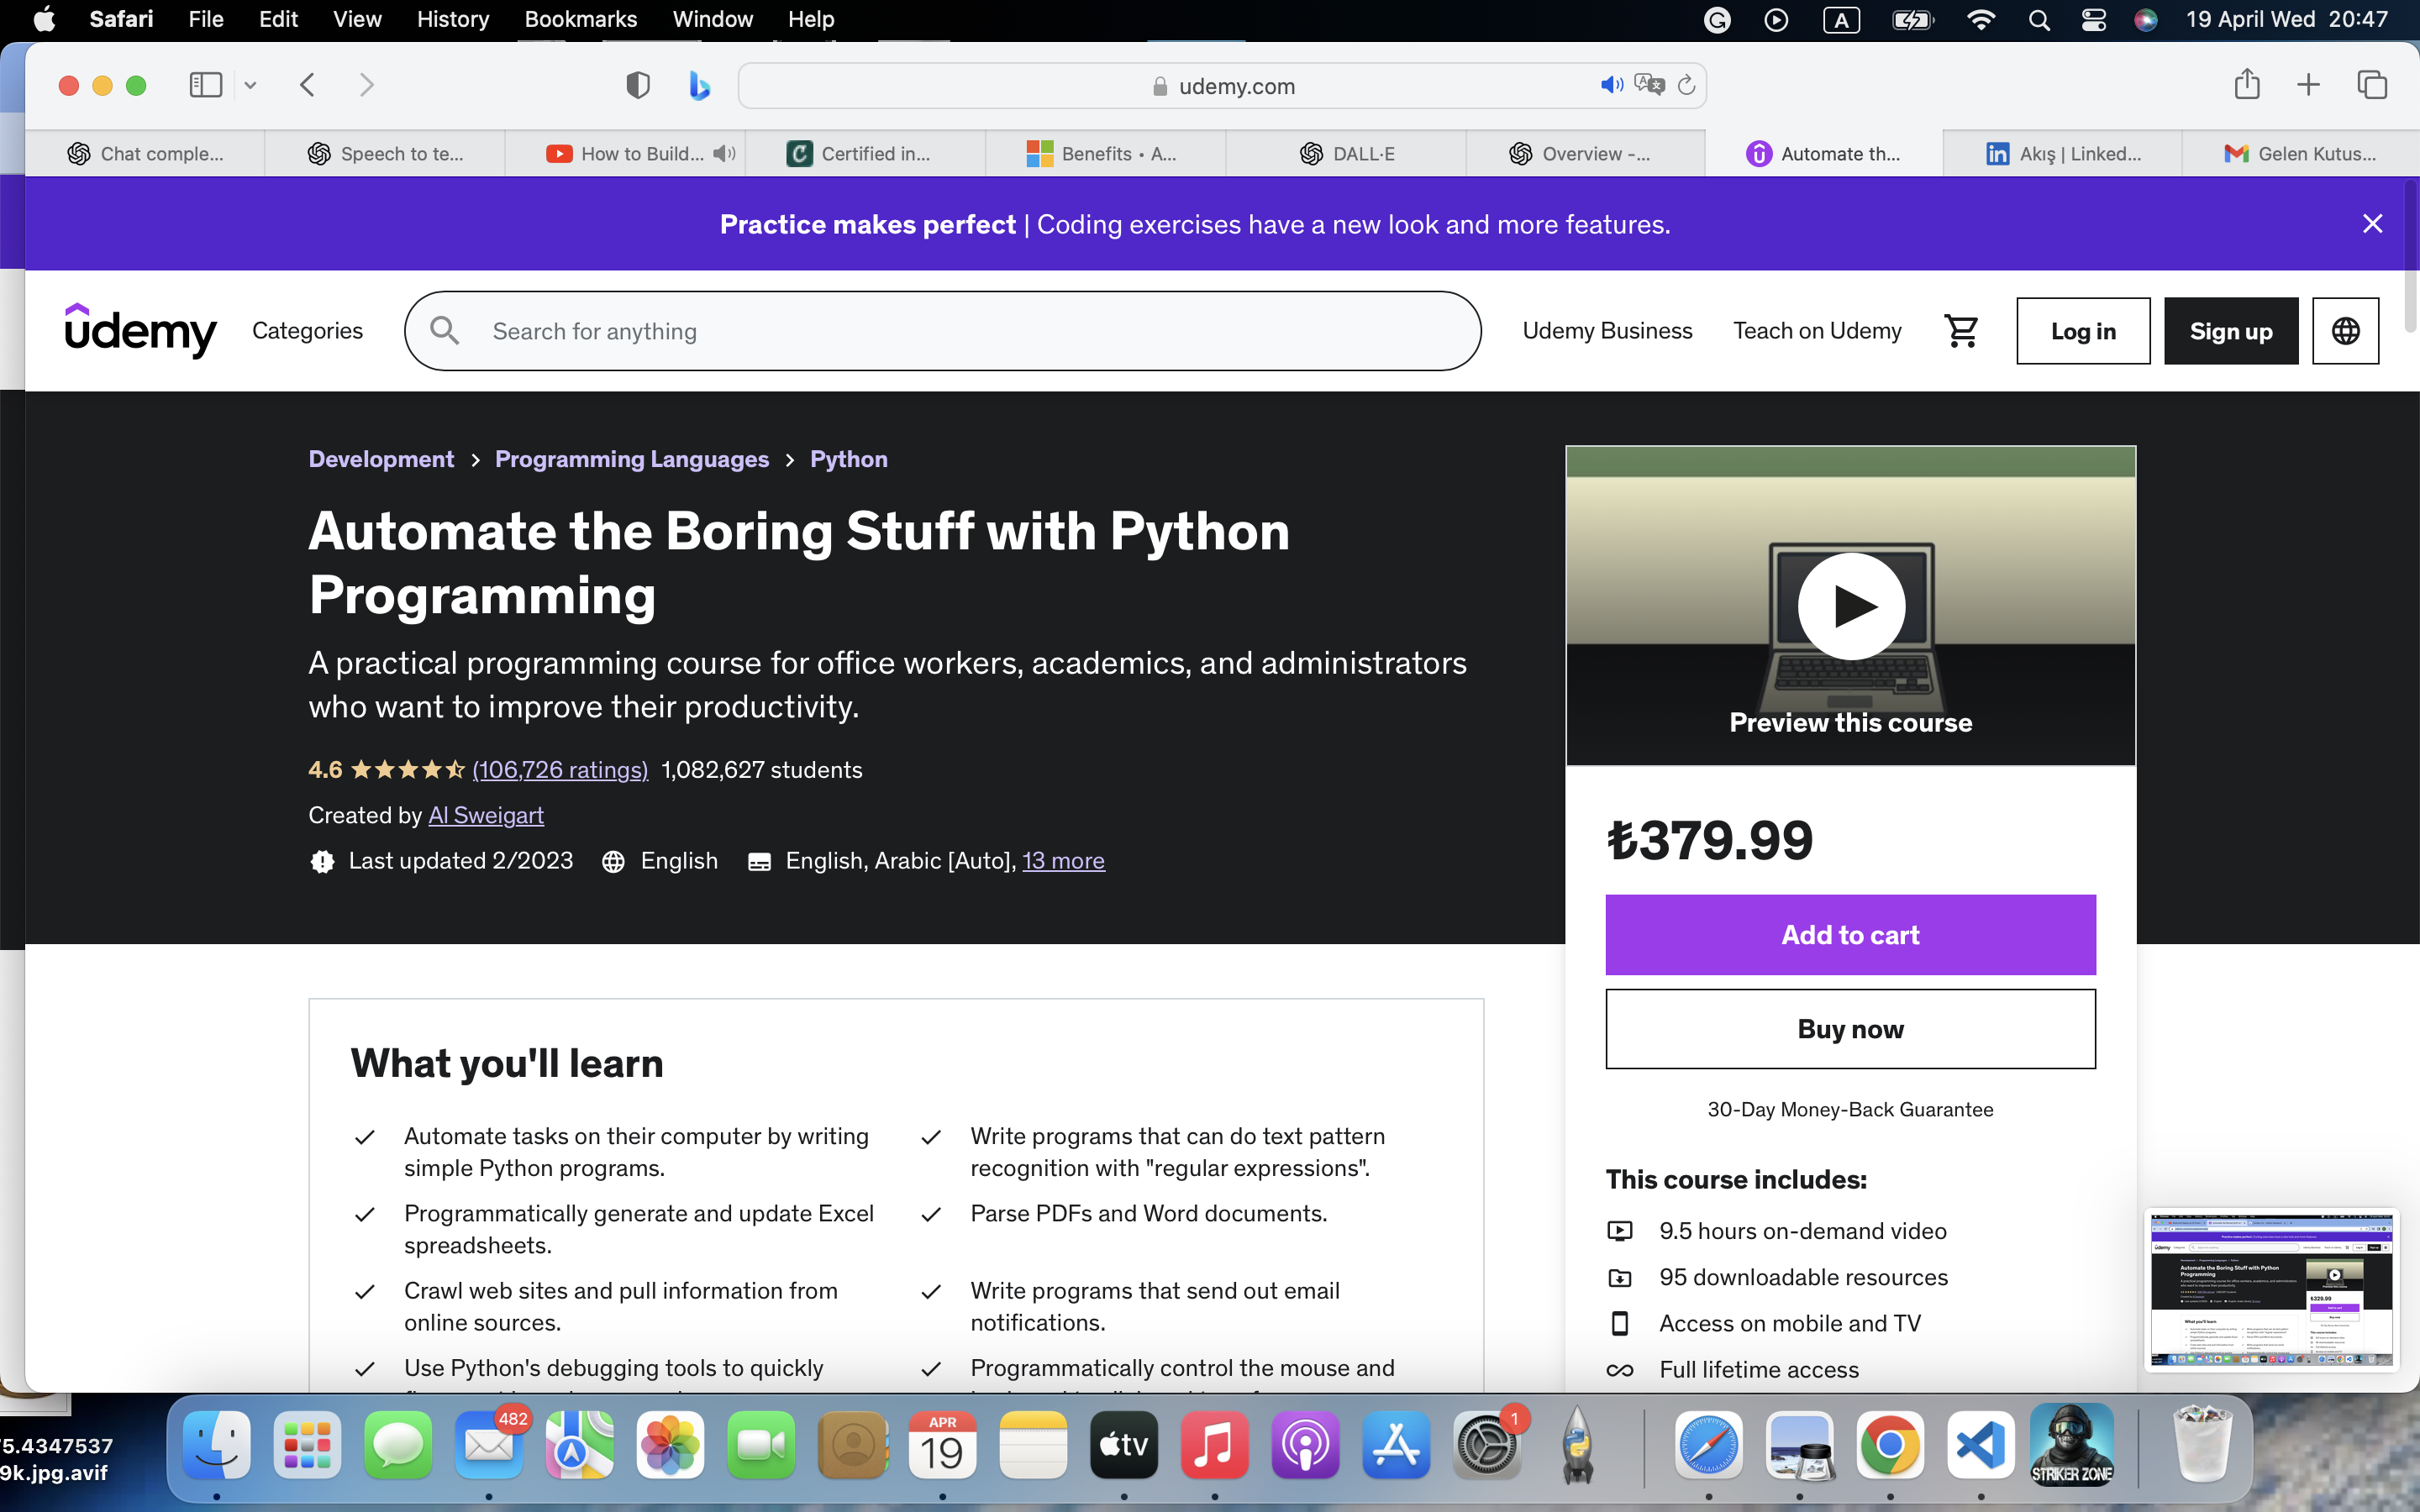 Safari File Edit View History Bookmarks Window Help A 19 April Wed 20:47
udemy.com
Chat comple... Speech to te... How to Build... Certified in... Benefits • A... DALL·E Overview -... Automate th... Akış | Linked... Gelen Kutus...
Practice makes perfect | Coding exercises have a new look and more features.
udemy Categories Search for anything Udemy Business Teach on Udemy Log in Sign up
Development > Programming Languages > Python
Automate the Boring Stuff with Python
Programming
A practical programming course for office workers, academics, and administrators
who want to improve their productivity.
4.6 (106,726 ratings) 1,082,627 students
Created by Al Sweigart
Last updated 2/2023 English English, Arabic [Auto], 13 more
Preview this course
₺379.99
Add to cart
Buy now
30-Day Money-Back Guarantee
This course includes:
9.5 hours on-demand video
95 downloadable resources
Access on mobile and TV
Full lifetime access
What you'll learn
Automate tasks on their computer by writing
simple Python programs.
Write programs that can do text pattern
recognition with "regular expressions".
Programmatically generate and update Excel
spreadsheets.
Parse PDFs and Word documents.
Crawl web sites and pull information from
online sources.
Write programs that send out email
notifications.
Use Python's debugging tools to quickly
Programmatically control the mouse and
5.4347537
9k.jpg.avif
482
APR
19
tv
1
STRIKER ZONE